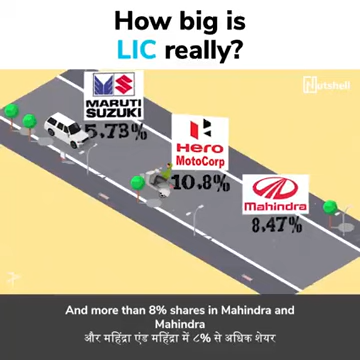 How big is
LIC really?
Nutshell
MARUTI
SUZUKI
5.73%
Hero
MotoCorp
10.8%
Mahindra
8.47%
And more than 8% shares in Mahindra and
Mahindra
और महिंद्रा एंड महिंद्रा में ८% से अधिक शेयर